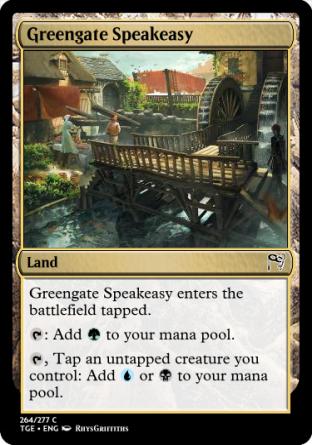 Greengate Speakeasy
Land
Greengate Speakeasy enters the
battlefield tapped.
: Add to your mana pool.
, Tap an untapped creature you
control: Add or to your mana
pool.
264/277 C
TGE • ENG RhysGriffiths